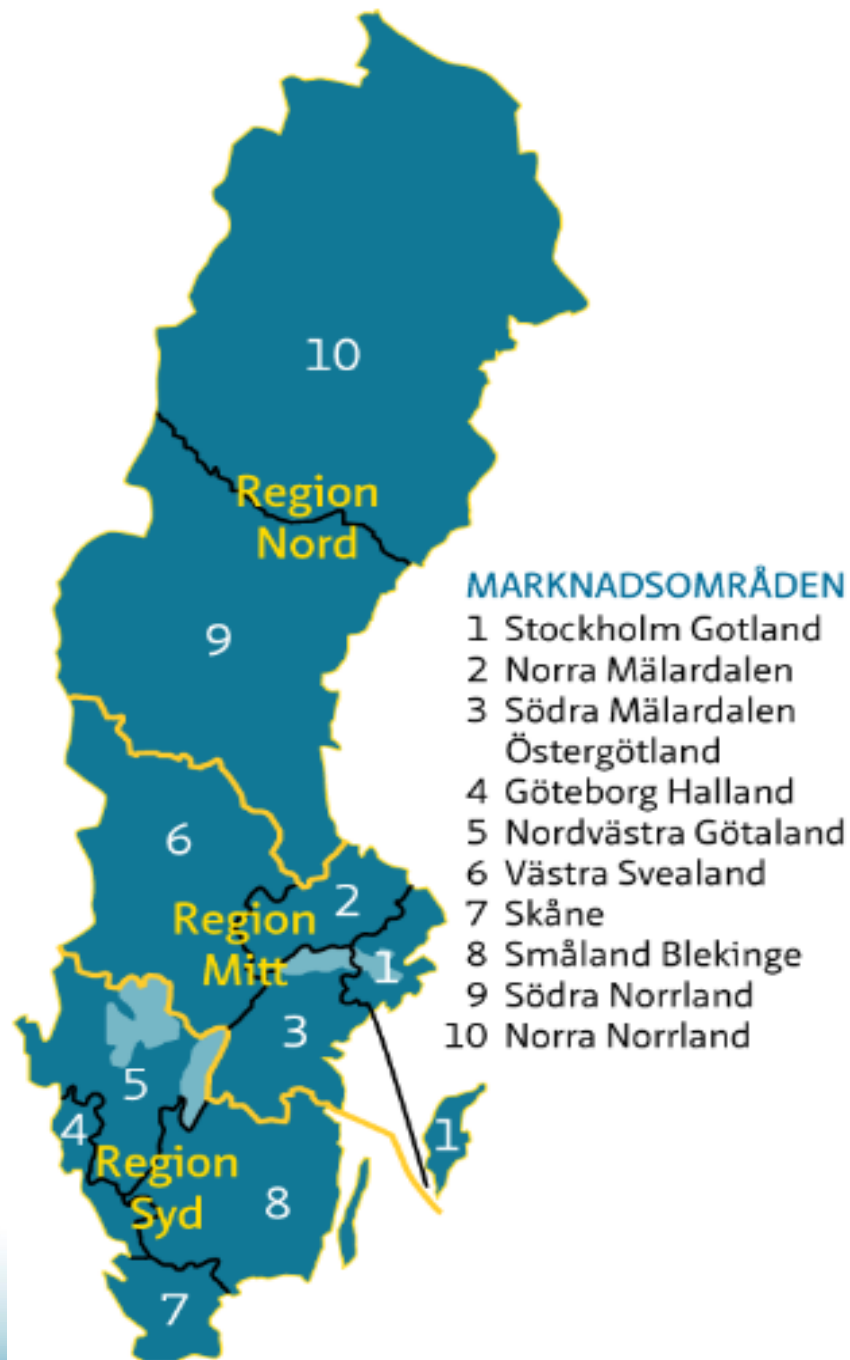 10
Region
Nord
9
MARKNADSOMRÅDEN
1 Stockholm Gotland
2 Norra Mälardalen
3 Södra Mälardalen
Östergötland
4 Göteborg Halland
5 Nordvästra Götaland
6 Västra Svealand
7 Skåne
8 Småland Blekinge
9 Södra Norrland
10 Norra Norrland
6
2
Region
Mitt
1
3
5
4
1
Region
Syd
8
7